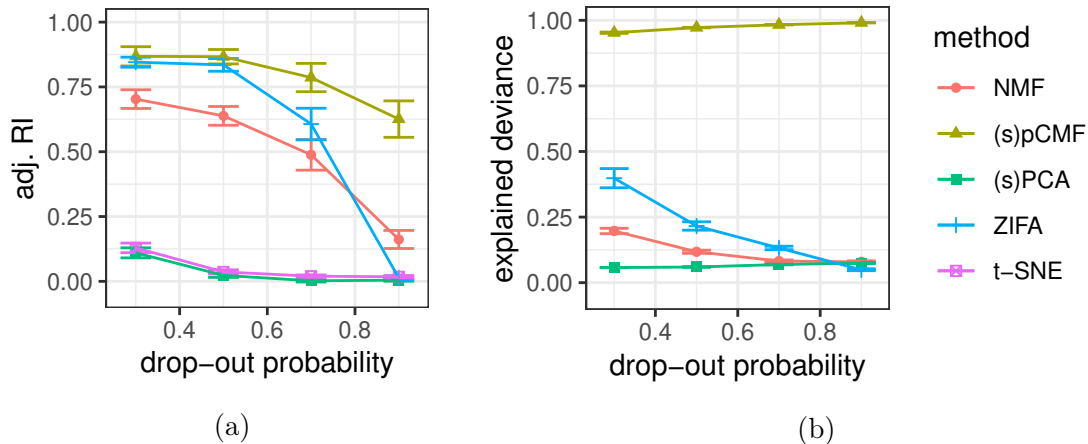 adj. RI
1.00
0.75
0.50
0.25
0.00
0.4 0.6 0.8
drop−out probability
(a)
explained deviance
1.00
0.75
0.50
0.25
0.00
0.4 0.6 0.8
drop−out probability
(b)
method
NMF
(s)pCMF
(s)PCA
ZIFA
t−SNE